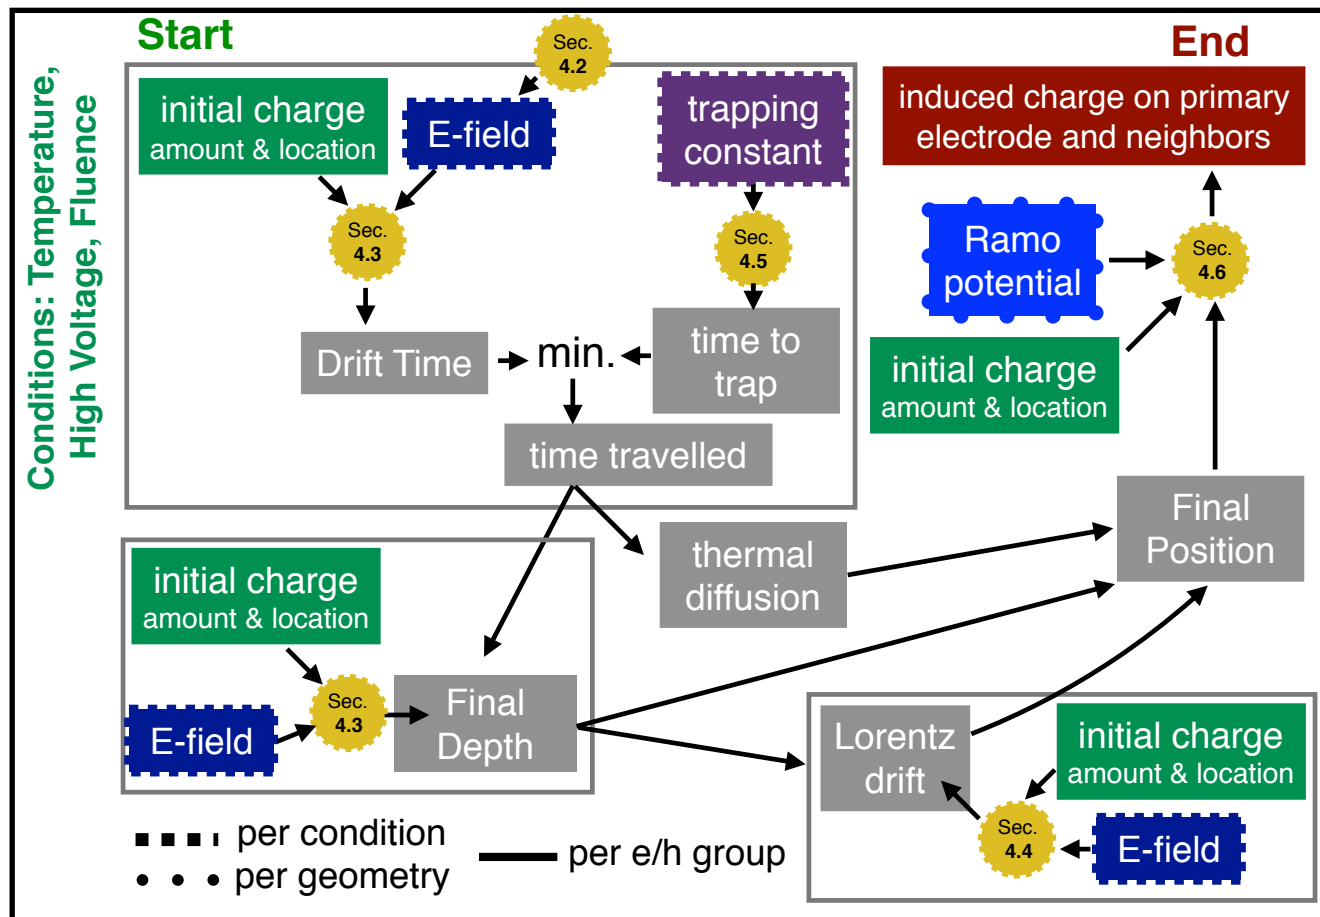 Conditions: Temperature,
High Voltage, Fluence
Start
Sec.
4.2
End
initial charge
amount & location
E-field
trapping
constant
induced charge on primary
electrode and neighbors
Sec.
4.3
Sec.
4.5
Ramo
potential
Sec.
4.6
Drift Time
min.
time to
trap
initial charge
amount & location
time travelled
thermal
diffusion
Final
Position
initial charge
amount & location
E-field
Sec.
4.3
Final
Depth
Lorentz
drift
initial charge
amount & location
Sec.
4.4
E-field
per condition
per geometry
per e/h group